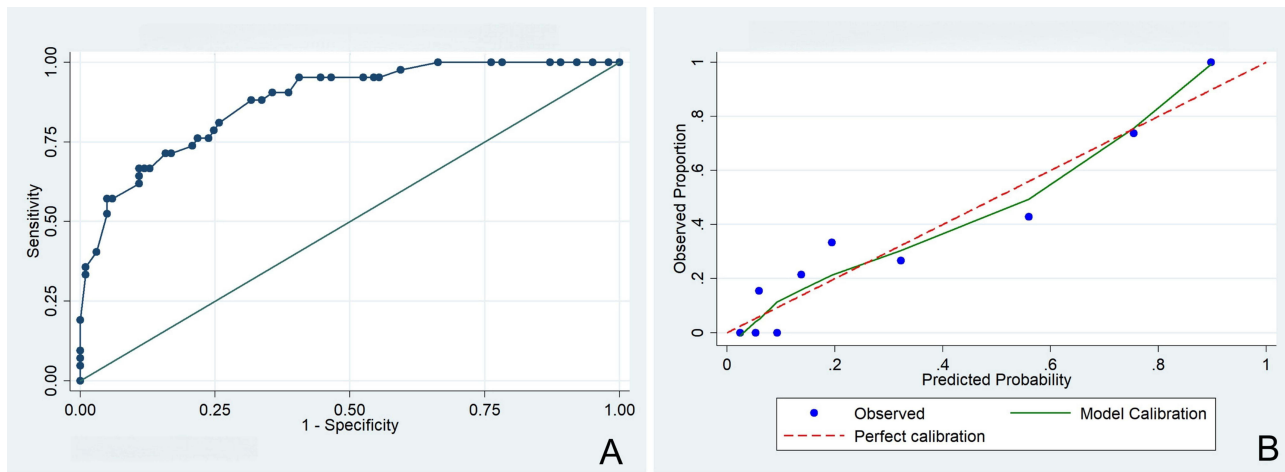 1.00
0.75
0.50
0.25
0.00
Sensitivity
0.00 0.25 0.50 0.75 1.00
1 - Specificity
A
1
.8
.6
.4
.2
0
Observed Proportion
0 .2 .4 .6 .8 1
Predicted Probability
Observed Model Calibration
Perfect calibration
B